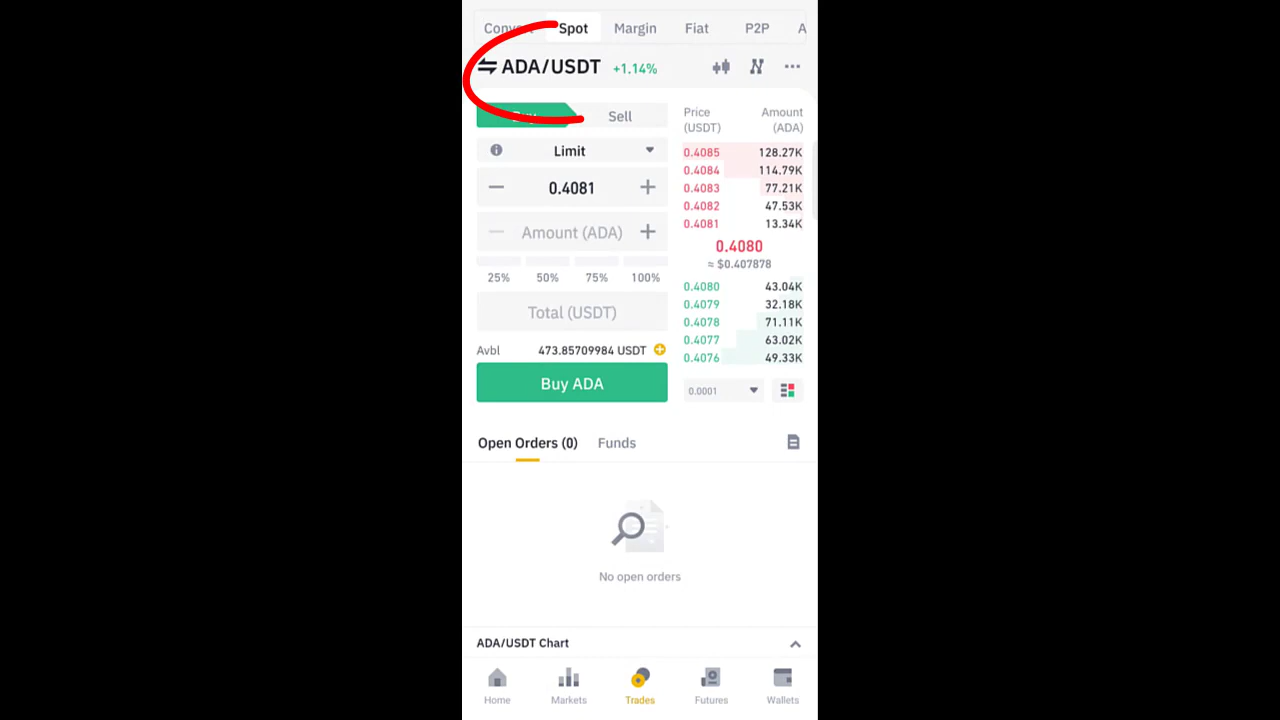 Spot Margin Fiat P2P A
ADA/USDT +1.14%
Sell
Limit
0.4081
Amount (ADA)
25% 50% 75% 100%
Total (USDT)
Avbl 473.85709984 USDT
Buy ADA
Price (USDT) Amount (ADA)
0.4085 128.27K
0.4084 114.79K
0.4083 77.21K
0.4082 47.53K
0.4081 13.34K
0.4080
≈ $0.407878
0.4080 43.04K
0.4079 32.18K
0.4078 71.11K
0.4077 63.02K
0.4076 49.33K
0.0001
Open Orders (0) Funds
No open orders
ADA/USDT Chart
Home Markets Trades Futures Wallets